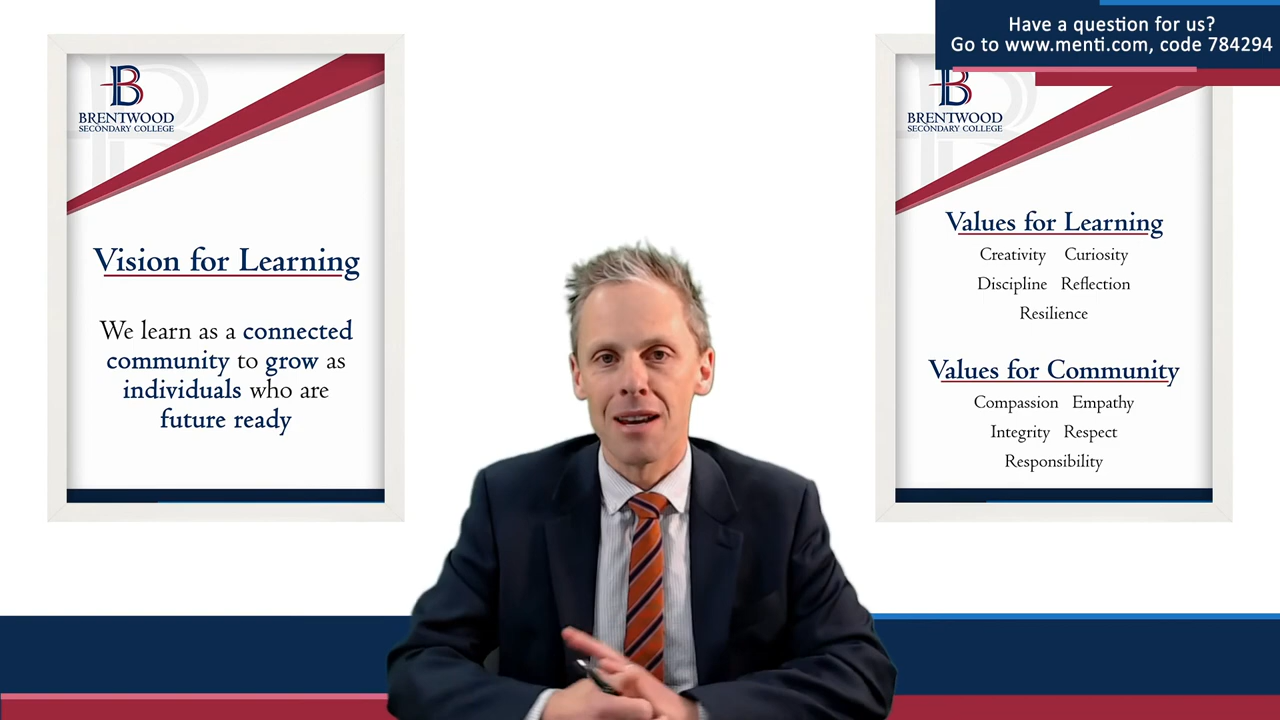 Have a question for us?
Go to www.menti.com, code 784294
B
BRENTWOOD
SECONDARY COLLEGE
Vision for Learning
We learn as a connected
community to grow as
individuals who are
future ready
B
BRENTWOOD
SECONDARY COLLEGE
Values for Learning
Creativity Curiosity
Discipline Reflection
Resilience
Values for Community
Compassion Empathy
Integrity Respect
Responsibility